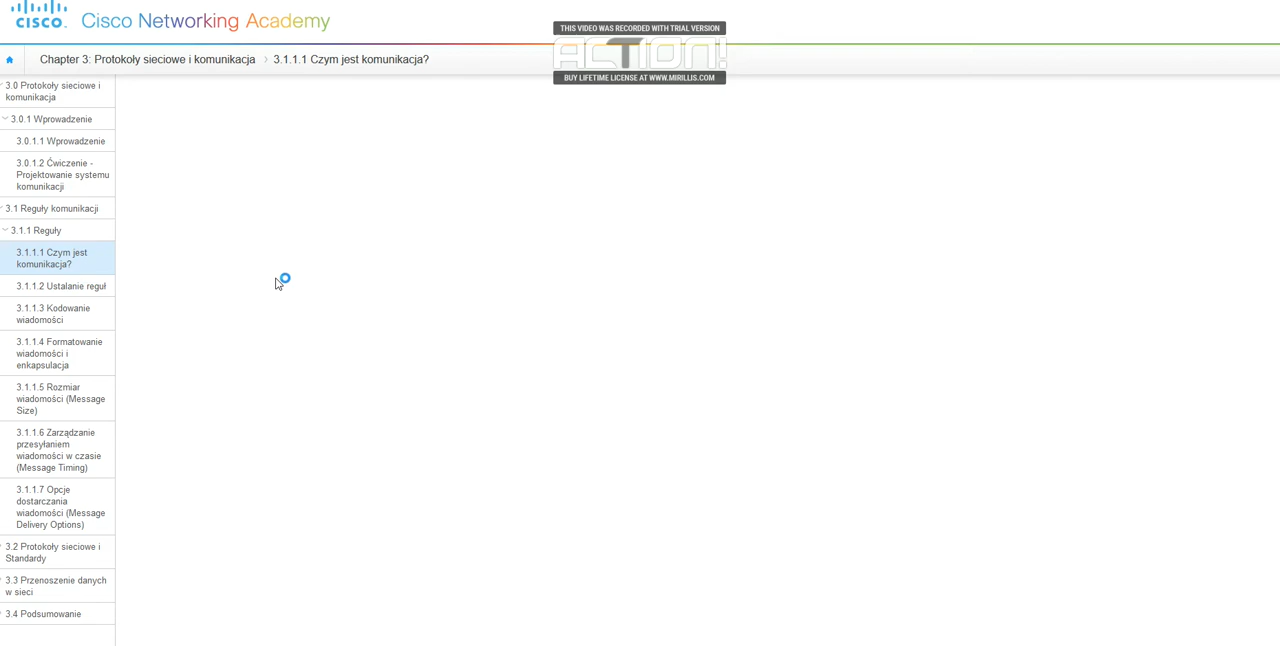 CISCO. Cisco Networking Academy
THIS VIDEO WAS RECORDED WITH TRIAL VERSION
ACTION!
BUY LIFETIME LICENSE AT WWW.MIRILLIS.COM
Chapter 3: Protokoły sieciowe i komunikacja › 3.1.1.1 Czym jest komunikacja?
3.0 Protokoły sieciowe i
komunikacja
3.0.1 Wprowadzenie
3.0.1.1 Wprowadzenie
3.0.1.2 Ćwiczenie -
Projektowanie systemu
komunikacji
3.1 Reguły komunikacji
3.1.1 Reguły
3.1.1.1 Czym jest
komunikacja?
3.1.1.2 Ustalanie reguł
3.1.1.3 Kodowanie
wiadomości
3.1.1.4 Formatowanie
wiadomości i
enkapsulacja
3.1.1.5 Rozmiar
wiadomości (Message
Size)
3.1.1.6 Zarządzanie
przesyłaniem
wiadomości w czasie
(Message Timing)
3.1.1.7 Opcje
dostarczania
wiadomości (Message
Delivery Options)
3.2 Protokoły sieciowe i
Standardy
3.3 Przenoszenie danych
w sieci
3.4 Podsumowanie